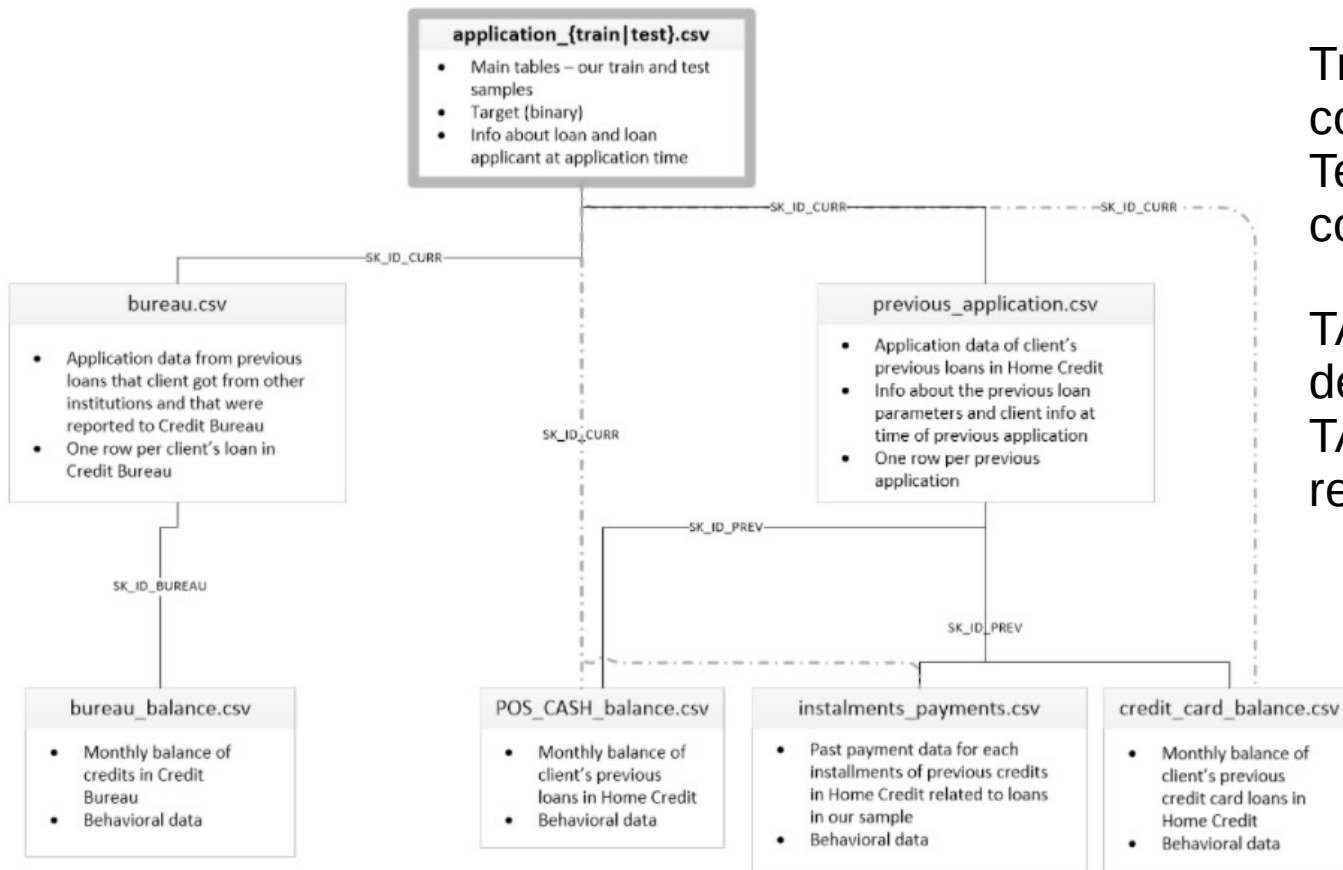 application_{train|test}.csv
• Main tables – our train and test
samples
• Target (binary)
• Info about loan and loan
applicant at application time
SK_ID_CURR
SK_ID_CURR
SK_ID_CURR
bureau.csv
• Application data from previous
loans that client got from other
institutions and that were
reported to Credit Bureau
• One row per client's loan in
Credit Bureau
previous_application.csv
• Application data of client's
previous loans in Home Credit
• Info about the previous loan
parameters and client info at
time of previous application
• One row per previous
application
SK_ID_CURR
SK_ID_PREV
SK_ID_BUREAU
SK_ID_PREV
bureau_balance.csv
• Monthly balance of
credits in Credit
Bureau
• Behavioral data
POS_CASH_balance.csv
• Monthly balance of
client's previous
loans in Home Credit
• Behavioral data
instalments_payments.csv
• Past payment data for each
installments of previous credits
in Home Credit related to loans
in our sample
• Behavioral data
credit_card_balance.csv
• Monthly balance of
client's previous
credit card loans in
Home Credit
• Behavioral data